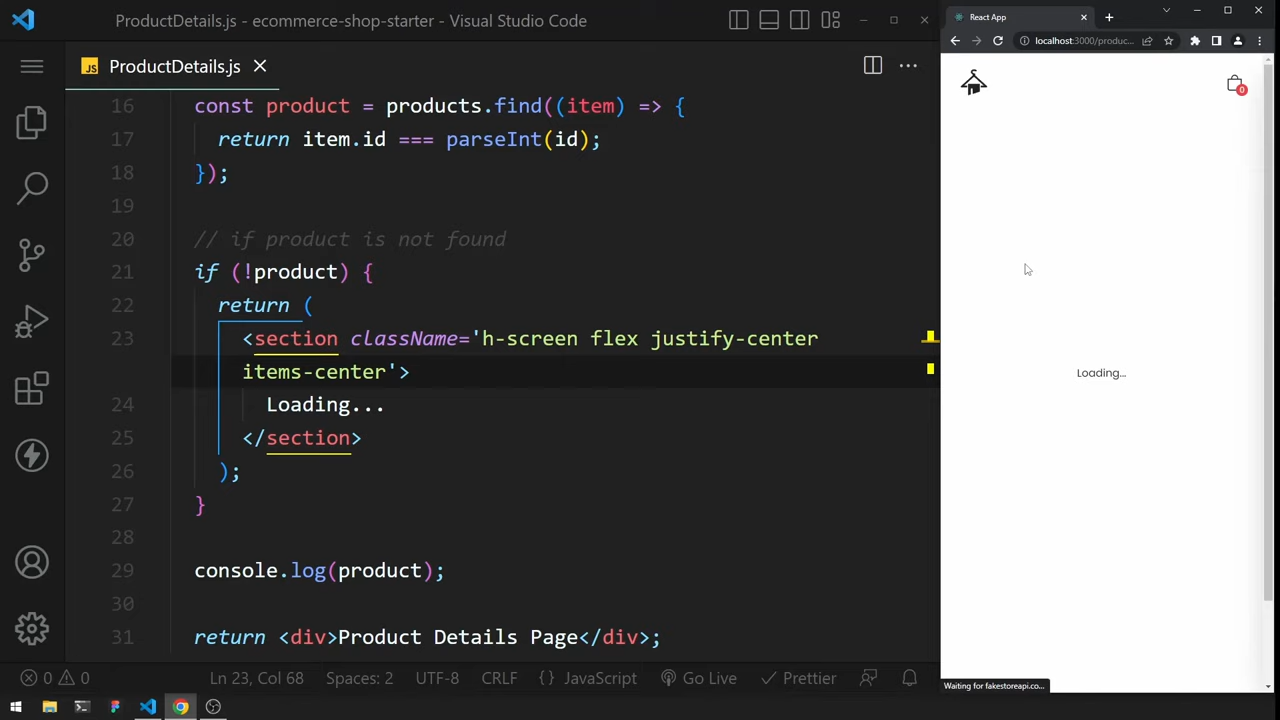 ProductDetails.js - ecommerce-shop-starter - Visual Studio Code
JS ProductDetails.js
16 const product = products.find((item) => {
17 return item.id === parseInt(id);
18 });
19
20 // if product is not found
21 if (!product) {
22 return (
23 <section className='h-screen flex justify-center
items-center'>
24 Loading...
25 </section>
26 );
27 }
28
29 console.log(product);
30
31 return <div>Product Details Page</div>;
0 0
Ln 23, Col 68
Spaces: 2
UTF-8
CRLF
{ } JavaScript
Go Live
Prettier
React App
localhost:3000/produc...
0
Loading...
Waiting for fakestoreapi.co...